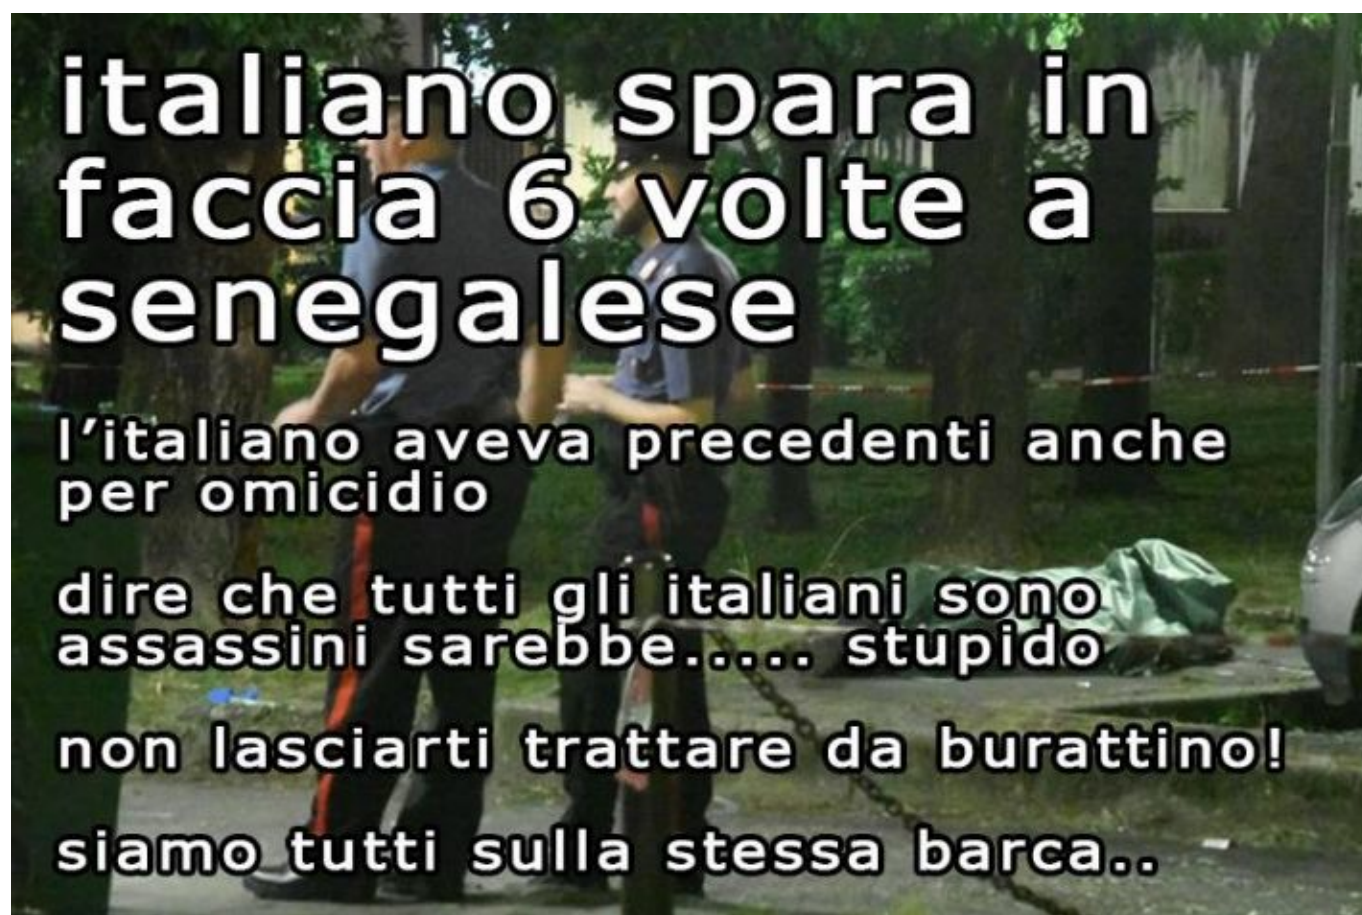 italiano spara in
faccia 6 volte a
senegalese
l'italiano aveva precedenti anche
per omicidio
dire che tutti gli italiani sono
assassini sarebbe..... stupido
non lasciarti trattare da burattino!
siamo tutti sulla stessa barca..